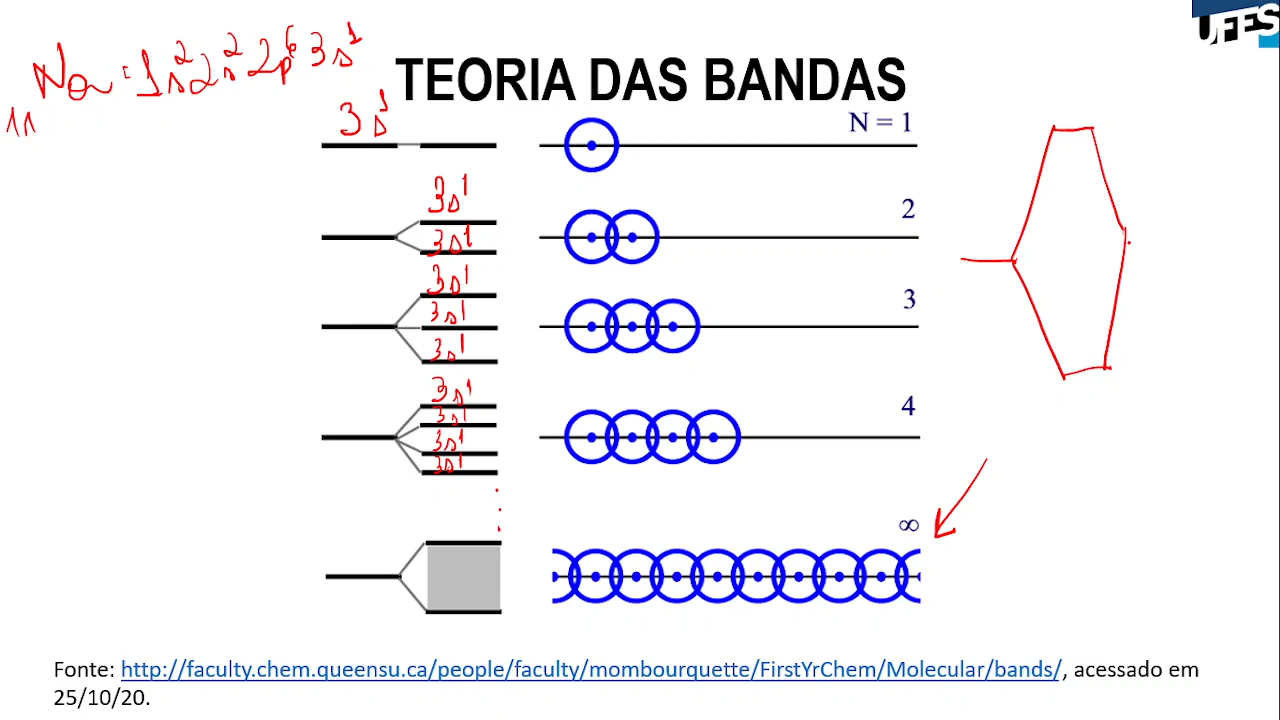 UFES
Na: 1s² 2s² 2p⁶ 3s¹
11
TEORIA DAS BANDAS
3s¹
N = 1
3s¹
2
3s¹
3s¹
3
3s¹
3s¹
3s¹
4
3s¹
3s¹
3s¹
∞
Fonte: http://faculty.chem.queensu.ca/people/faculty/mombourquette/FirstYrChem/Molecular/bands/, acessado em
25/10/20.